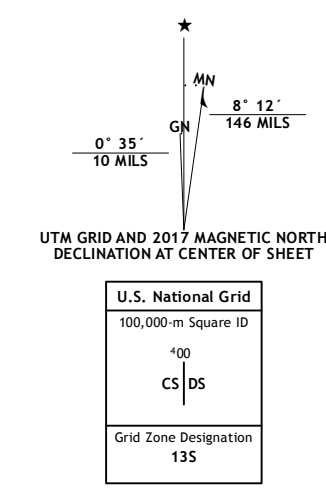 ★
MN
GN
8° 12´
146 MILS
0° 35´
10 MILS
UTM GRID AND 2017 MAGNETIC NORTH
DECLINATION AT CENTER OF SHEET
U.S. National Grid
100,000-m Square ID
⁴00
CS DS
Grid Zone Designation
13S